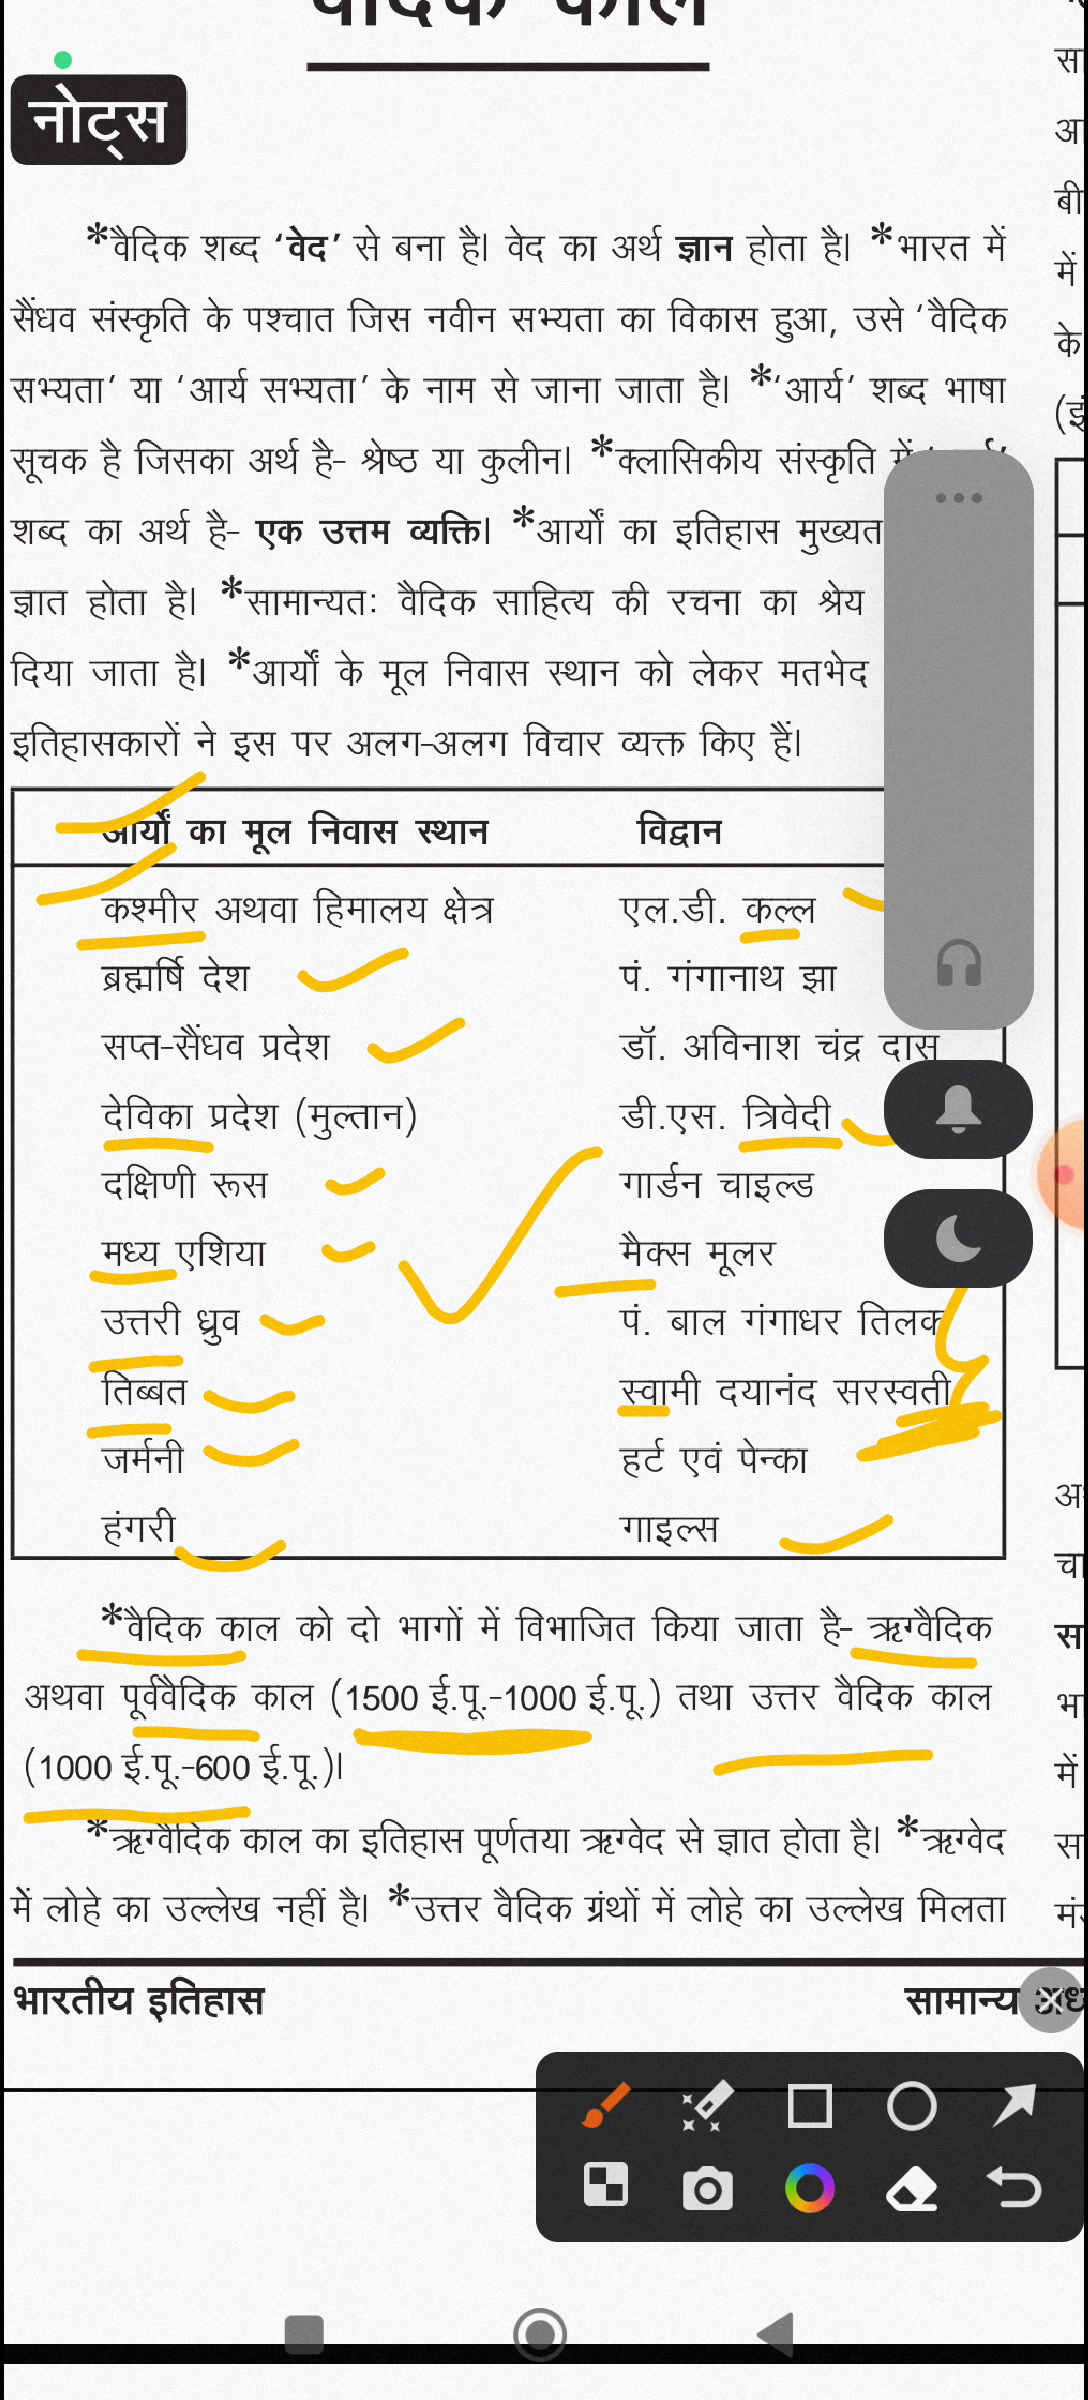 वैदिक काल
नोट्स
*वैदिक शब्द ‘वेद’ से बना है। वेद का अर्थ ज्ञान होता है। *भारत में
सैंधव संस्कृति के पश्चात जिस नवीन सभ्यता का विकास हुआ, उसे ‘वैदिक
सभ्यता’ या ‘आर्य सभ्यता’ के नाम से जाना जाता है। *‘आर्य’ शब्द भाषा
सूचक है जिसका अर्थ है- श्रेष्ठ या कुलीन। *क्लासिकीय संस्कृति में
शब्द का अर्थ है- एक उत्तम व्यक्ति। *आर्यों का इतिहास मुख्यत
ज्ञात होता है। *सामान्यतः वैदिक साहित्य की रचना का श्रेय
दिया जाता है। *आर्यों के मूल निवास स्थान को लेकर मतभेद
इतिहासकारों ने इस पर अलग-अलग विचार व्यक्त किए हैं।
आर्यों का मूल निवास स्थान विद्वान
कश्मीर अथवा हिमालय क्षेत्र एल.डी. कल्ल
ब्रह्मर्षि देश पं. गंगानाथ झा
सप्त-सैंधव प्रदेश डॉ. अविनाश चंद्र दास
देविका प्रदेश (मुल्तान) डी.एस. त्रिवेदी
दक्षिणी रूस गार्डन चाइल्ड
मध्य एशिया मैक्स मूलर
उत्तरी ध्रुव पं. बाल गंगाधर तिलक
तिब्बत स्वामी दयानंद सरस्वती
जर्मनी हर्ट एवं पेन्का
हंगरी गाइल्स
*वैदिक काल को दो भागों में विभाजित किया जाता है- ऋग्वैदिक
अथवा पूर्ववैदिक काल (1500 ई.पू.-1000 ई.पू.) तथा उत्तर वैदिक काल
(1000 ई.पू.-600 ई.पू.)।
*ऋग्वैदिक काल का इतिहास पूर्णतया ऋग्वेद से ज्ञात होता है। *ऋग्वेद
में लोहे का उल्लेख नहीं है। *उत्तर वैदिक ग्रंथों में लोहे का उल्लेख मिलता
भारतीय इतिहास सामान्य